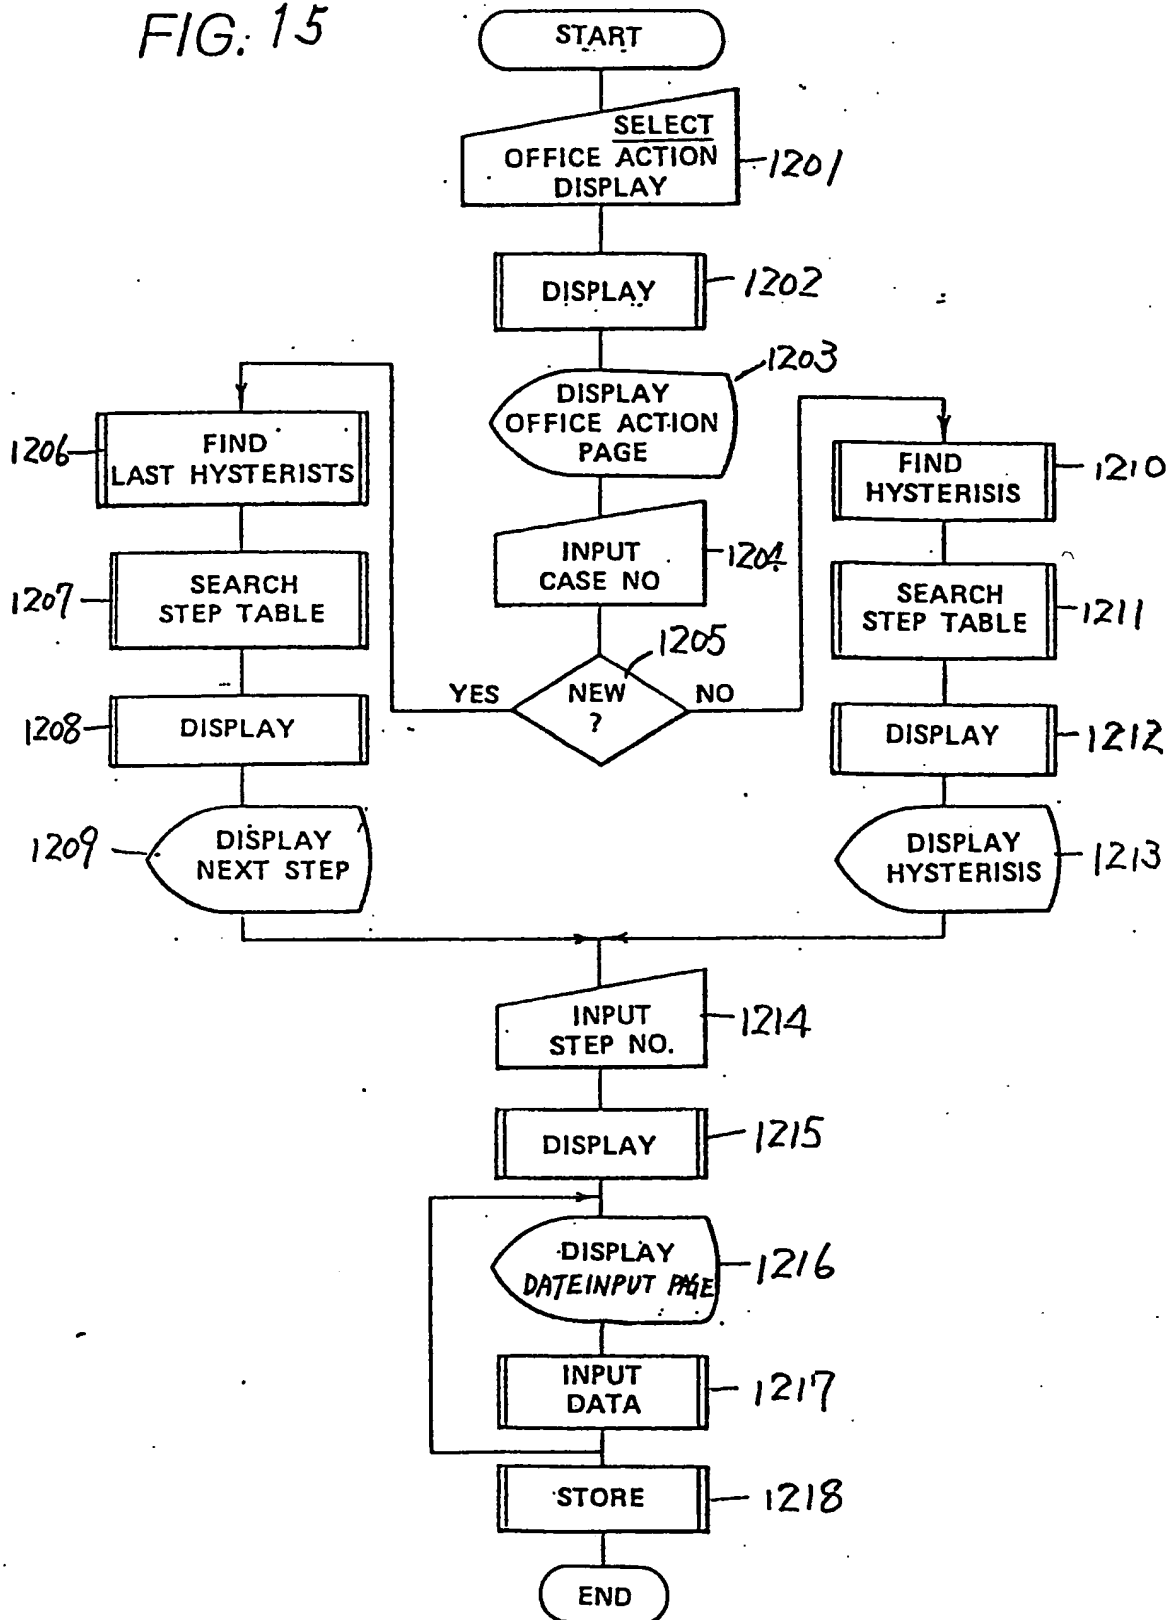 FIG. 15
START
SELECT
OFFICE ACTION
DISPLAY
1201
DISPLAY
1202
DISPLAY
OFFICE ACTION
PAGE
1203
INPUT
CASE NO
1204
NEW
?
1205
YES
NO
FIND
LAST HYSTERISTS
1206
SEARCH
STEP TABLE
1207
DISPLAY
1208
DISPLAY
NEXT STEP
1209
FIND
HYSTERISIS
1210
SEARCH
STEP TABLE
1211
DISPLAY
1212
DISPLAY
HYSTERISIS
1213
INPUT
STEP NO.
1214
DISPLAY
1215
DISPLAY
DATEINPUT PAGE
1216
INPUT
DATA
1217
STORE
1218
END